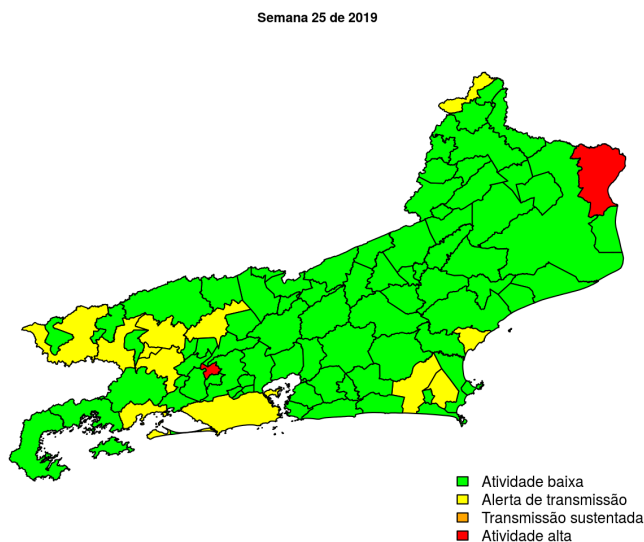 Semana 25 de 2019
Atividade baixa
Alerta de transmissão
Transmissão sustentada
Atividade alta